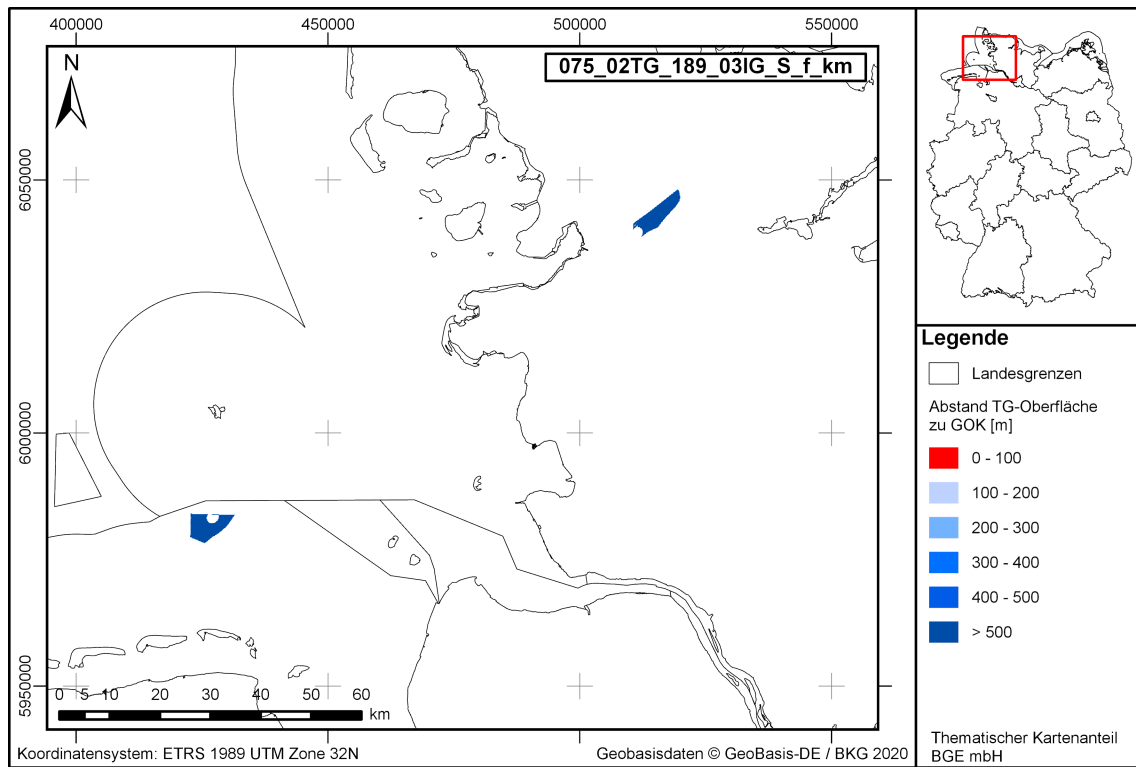 400000
450000
500000
550000
075_02TG_189_03IG_S_f_km
N
6050000
6000000
5950000
0 5 10 20 30 40 50 60
km
Koordinatensystem: ETRS 1989 UTM Zone 32N
Geobasisdaten © GeoBasis-DE / BKG 2020
Legende
Landesgrenzen
Abstand TG-Oberfläche
zu GOK [m]
0 - 100
100 - 200
200 - 300
300 - 400
400 - 500
> 500
Thematischer Kartenanteil
BGE mbH